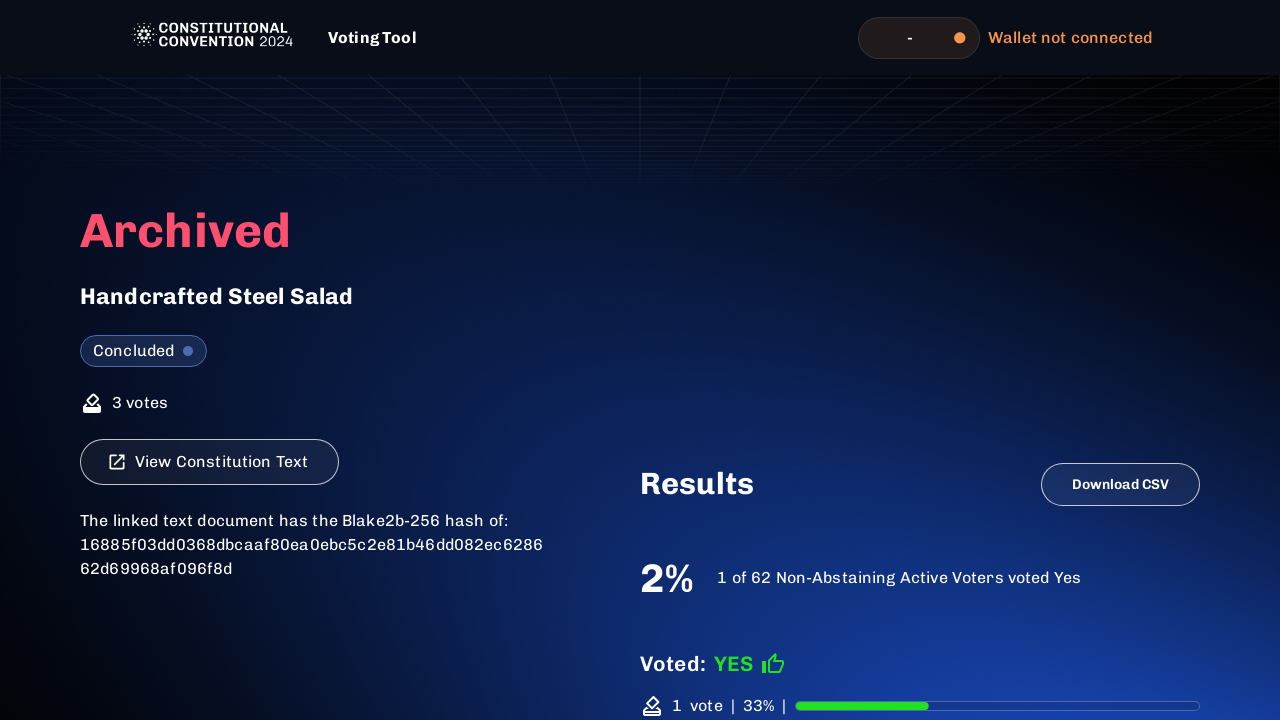 CONSTITUTIONAL
CONVENTION 2024
Voting Tool
-
Wallet not connected
Archived
Handcrafted Steel Salad
Concluded
3 votes
View Constitution Text
The linked text document has the Blake2b-256 hash of:
16885f03dd0368dbcaaf80ea0ebc5c2e81b46dd082ec6286
62d69968af096f8d
Results
Download CSV
2%
1 of 62 Non-Abstaining Active Voters voted Yes
Voted: YES
1 vote | 33% |